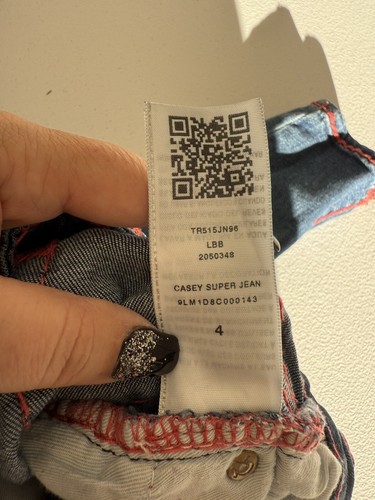 TR515JN96
LBB
2050348
CASEY SUPER JEAN
9LM1D8C000143
4